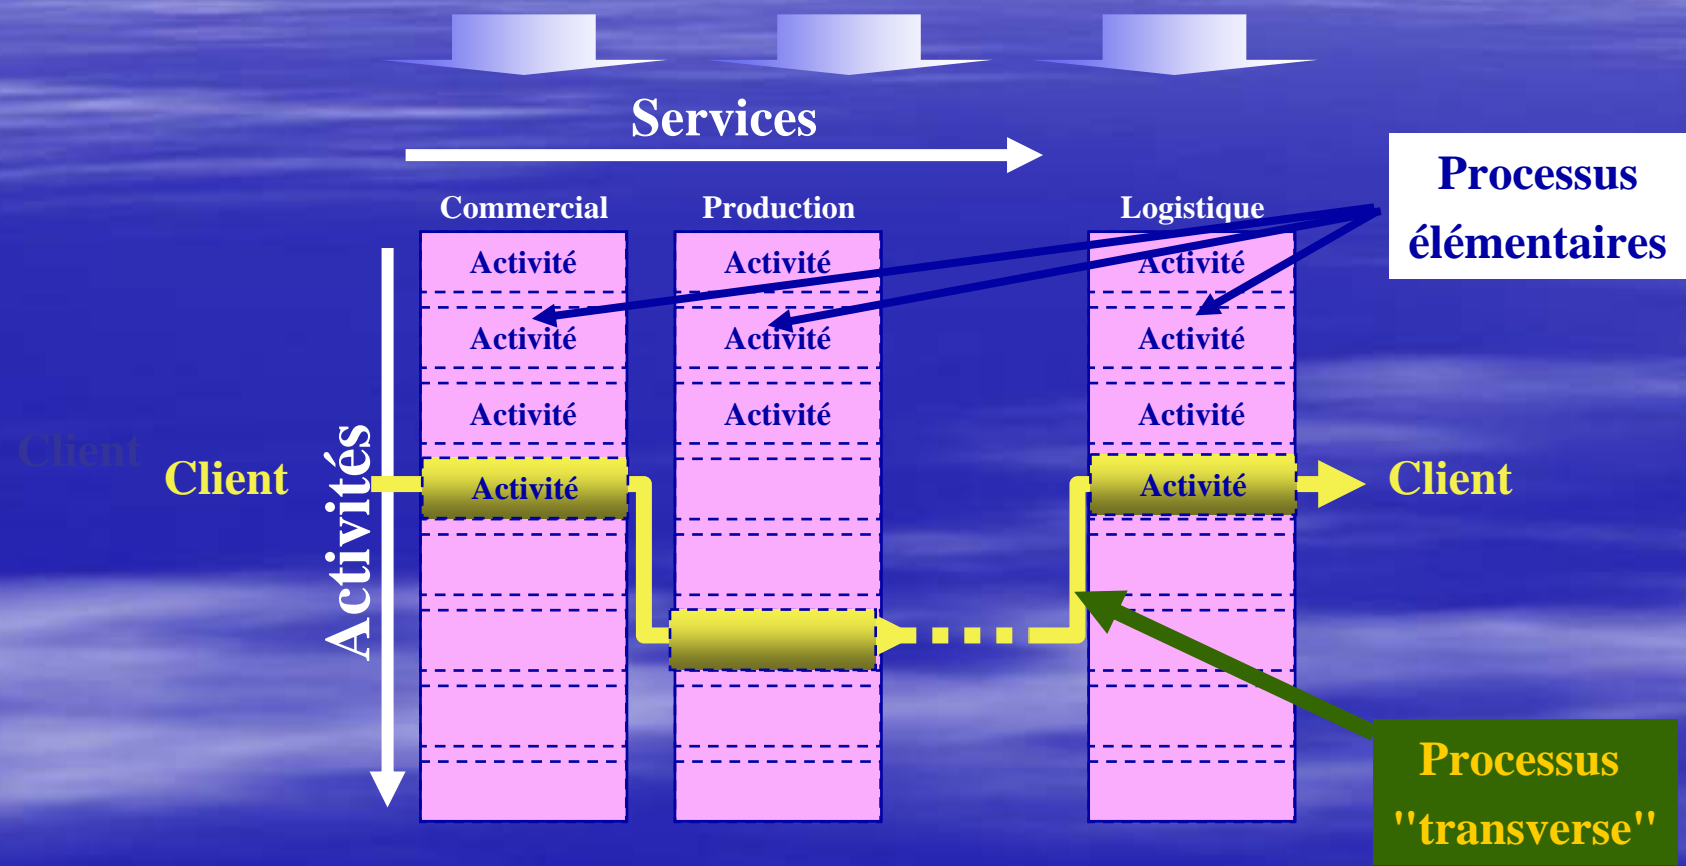 Services
Commercial
Production
Logistique
Processus
élémentaires
Activité
Activité
Activité
Activité
Activité
Activité
Activité
Activité
Activité
Client
Client
Activités
Activité
Activité
Client
Processus
"transverse"